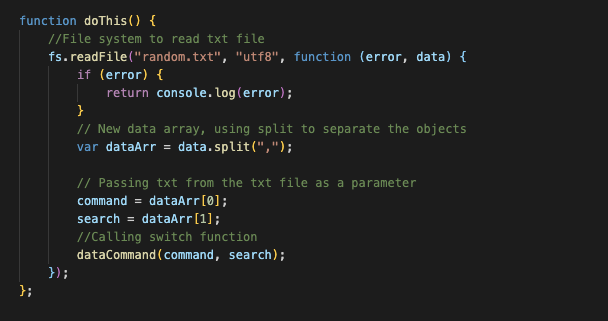 function doThis() {
    //File system to read txt file
    fs.readFile("random.txt", "utf8", function (error, data) {
        if (error) {
            return console.log(error);
        }
        // New data array, using split to separate the objects
        var dataArr = data.split(",");

        // Passing txt from the txt file as a parameter
        command = dataArr[0];
        search = dataArr[1];
        //Calling switch function
        dataCommand(command, search);
    });
};